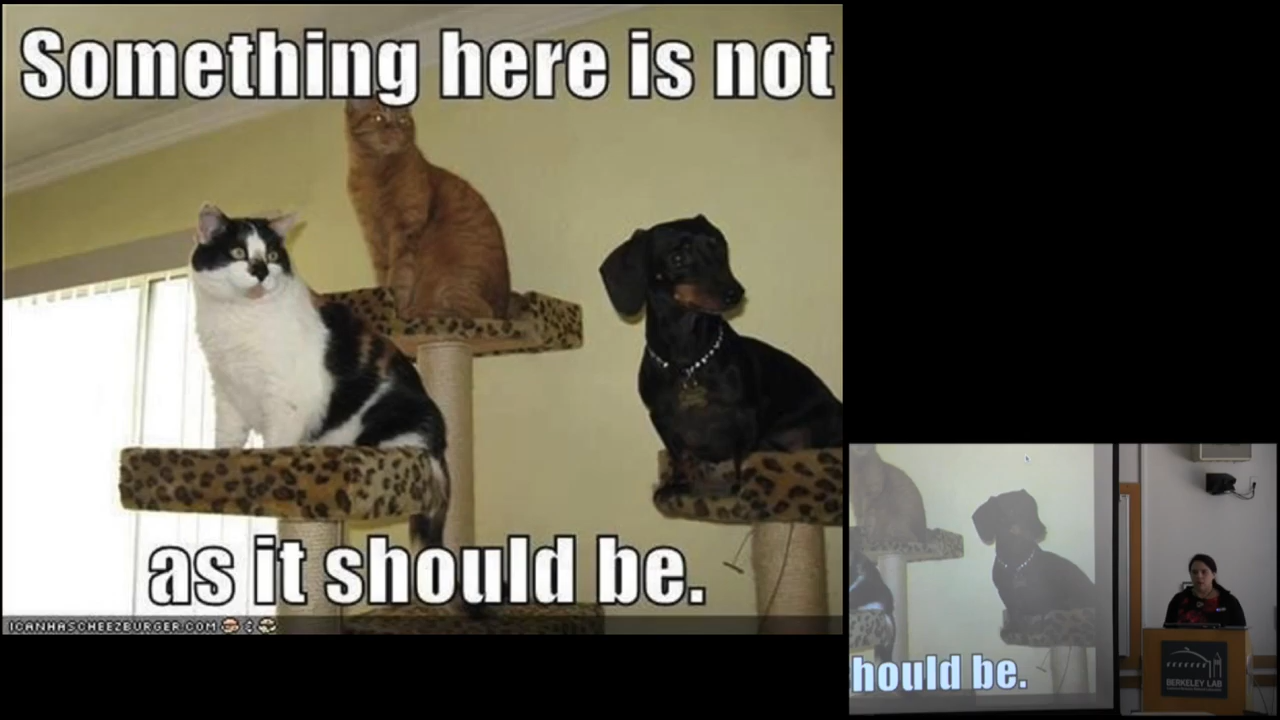 Something here is not
as it should be.
ICANHASCHEEZBURGER.COM
hould be.
BERKELEY LAB